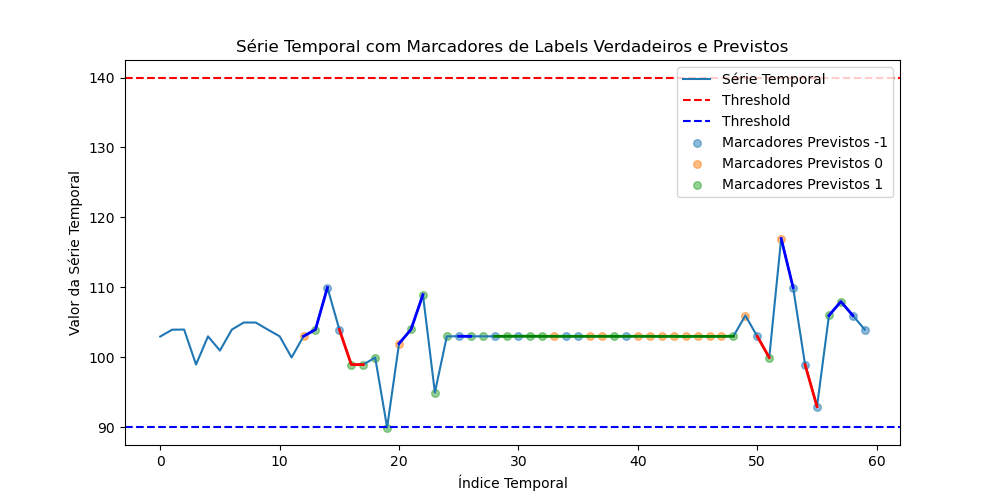 Série Temporal com Marcadores de Labels Verdadeiros e Previstos
Valor da Série Temporal
140
130
120
110
100
90
0
10
20
30
40
50
60
Índice Temporal
Série Temporal
Threshold
Threshold
Marcadores Previstos -1
Marcadores Previstos 0
Marcadores Previstos 1